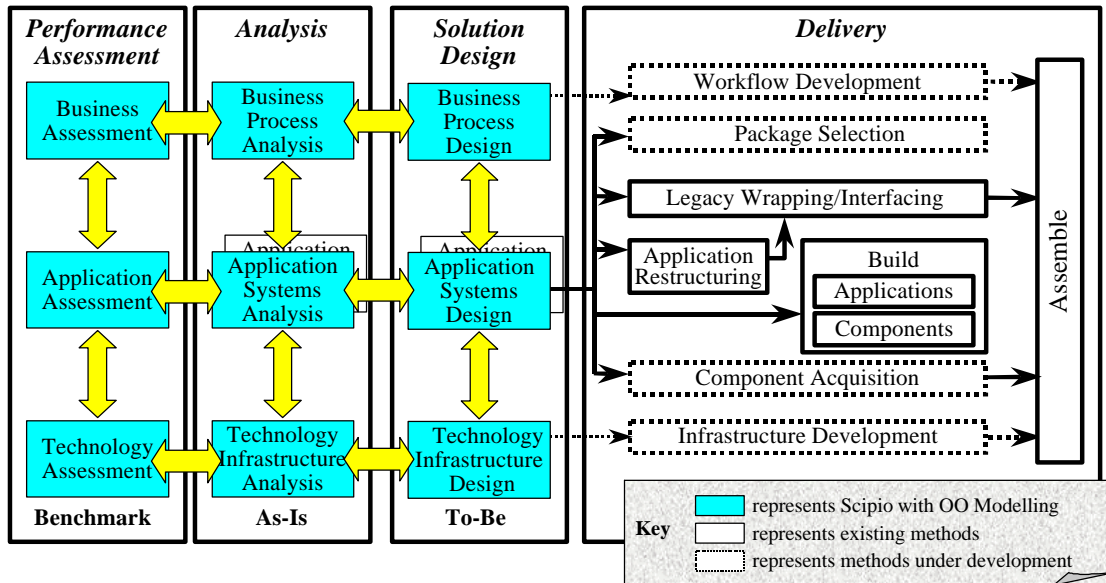 Performance
Assessment
Business
Assessment
Application
Assessment
Technology
Assessment
Benchmark
Analysis
Business
Process
Analysis
Application
Application
Systems
Analysis
Technology
Infrastructure
Analysis
As-Is
Solution
Design
Business
Process
Design
Application
Application
Systems
Design
Technology
Infrastructure
Design
To-Be
Delivery
Workflow Development
Package Selection
Legacy Wrapping/Interfacing
Application
Restructuring
Build
Applications
Components
Component Acquisition
Infrastructure Development
Assemble
Key
represents Scipio with OO Modelling
represents existing methods
represents methods under development